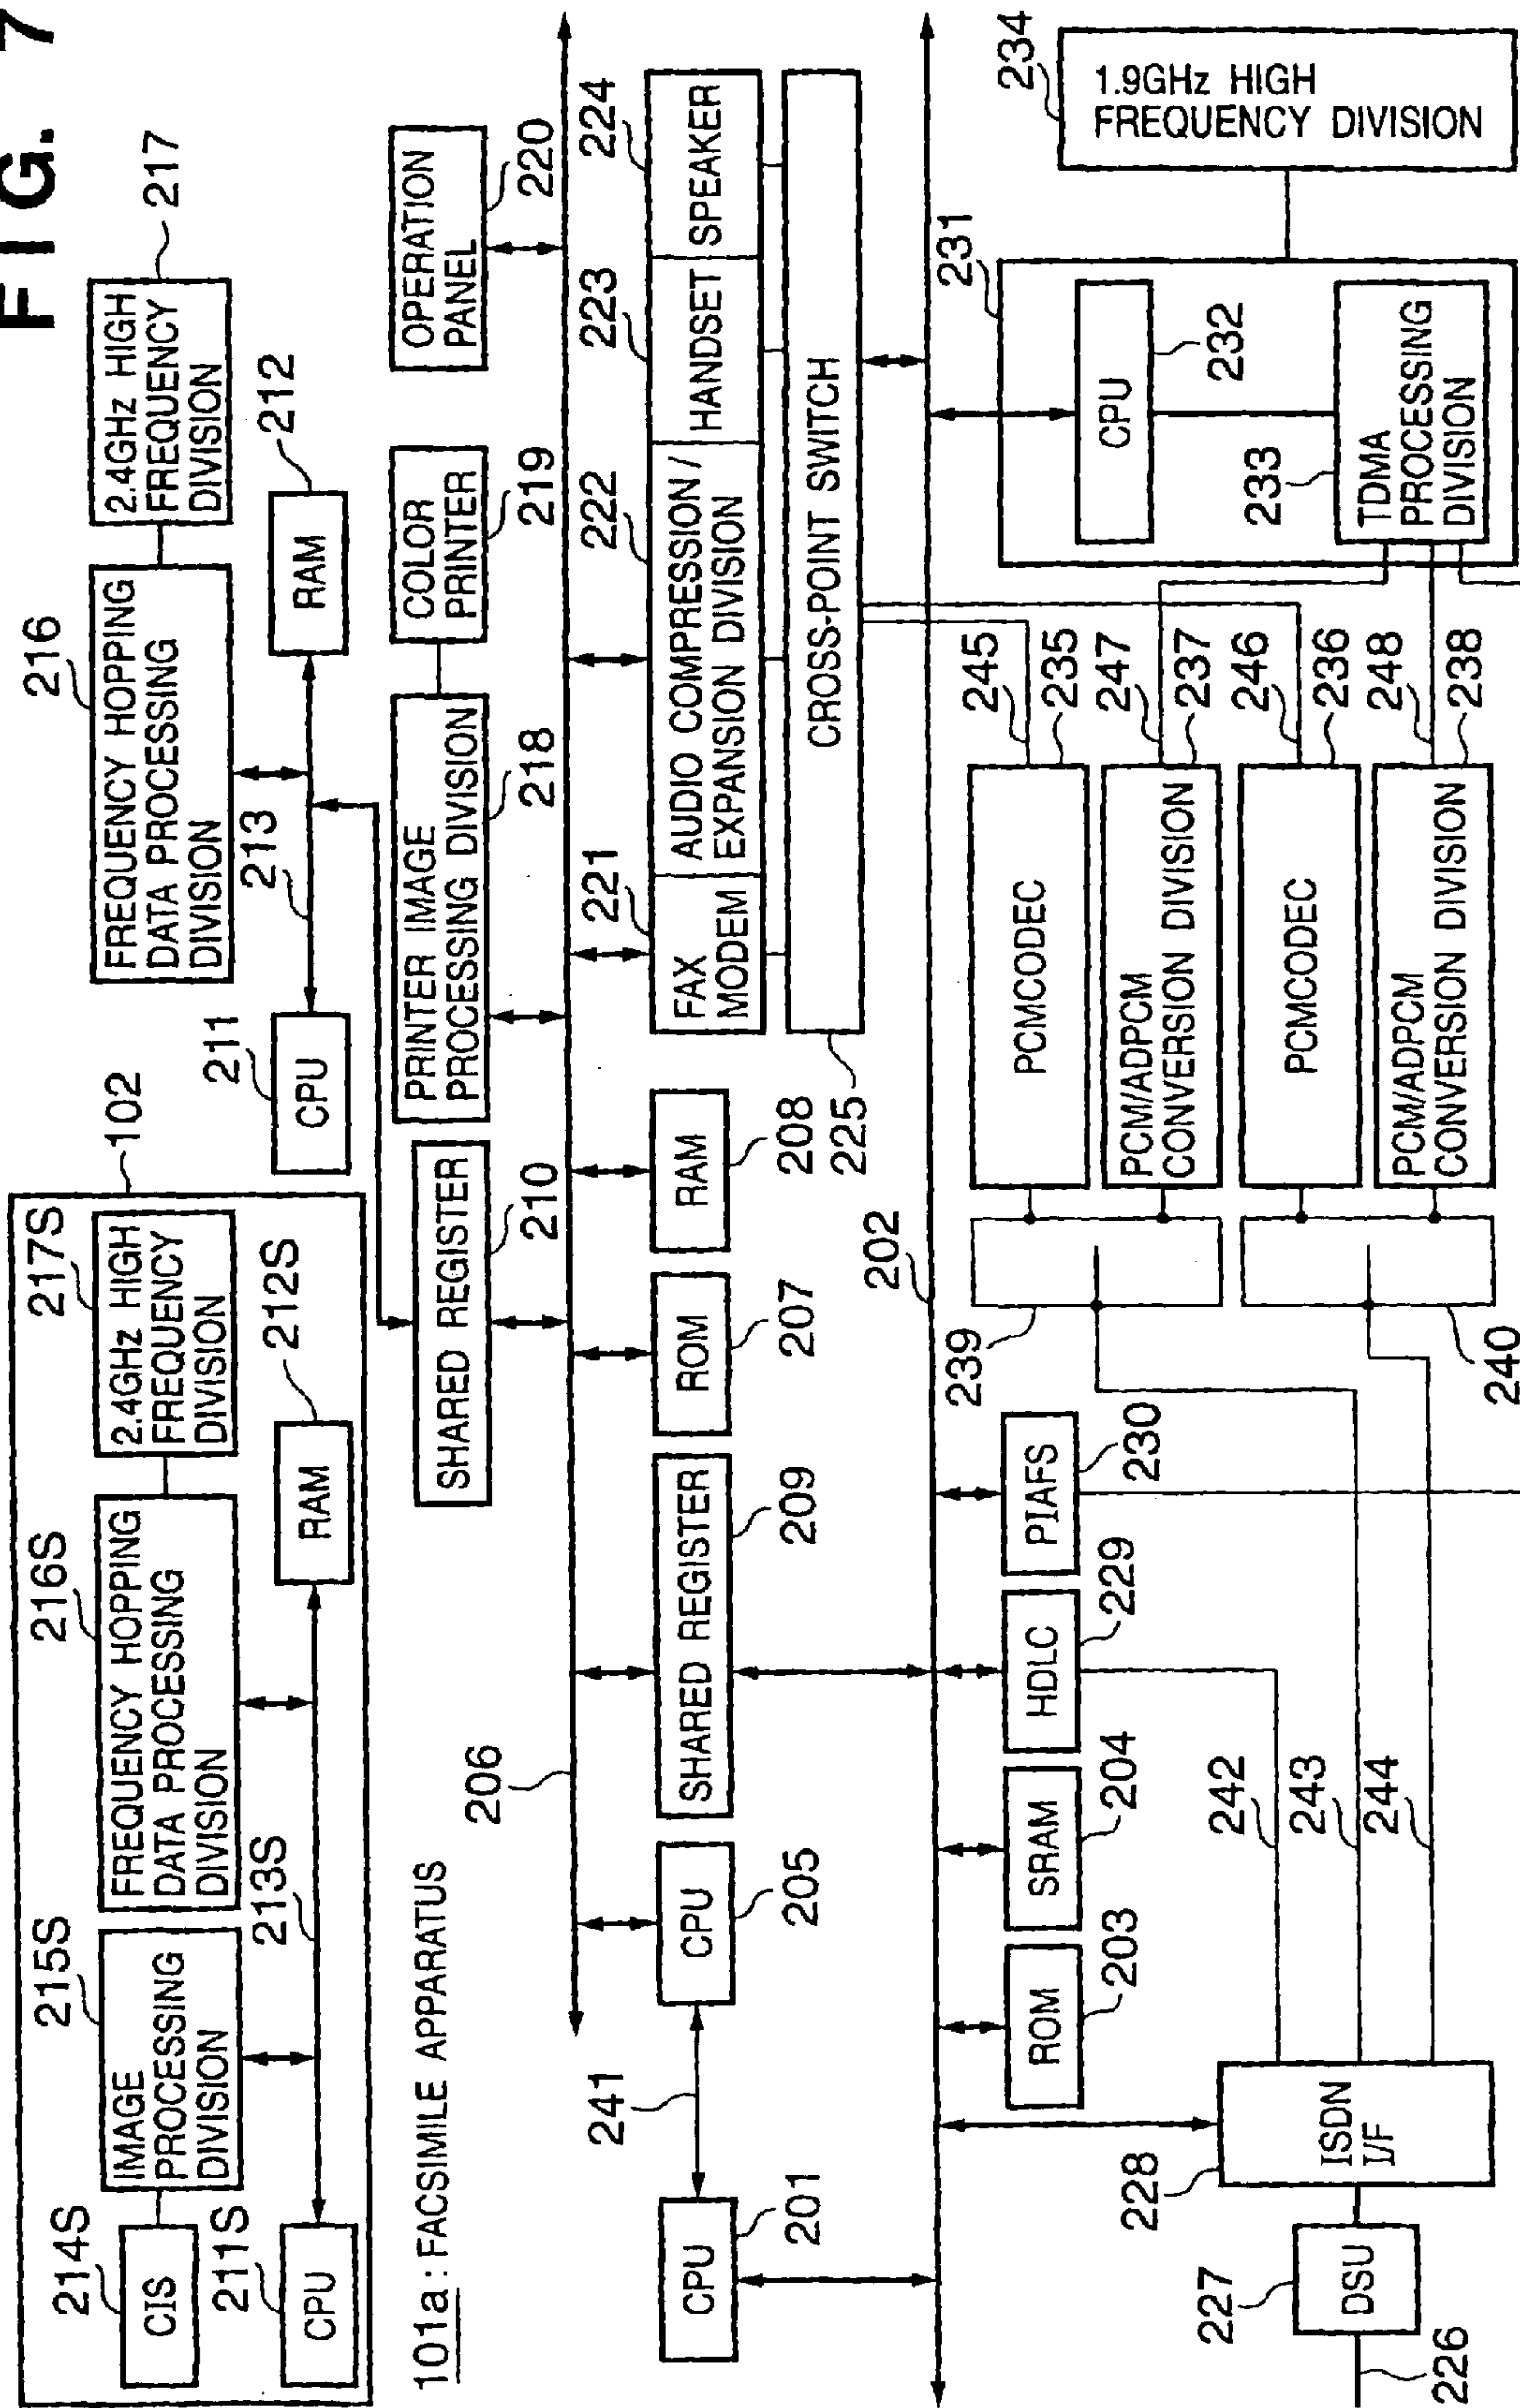 FIG. 7
102
214S
CIS
215S
IMAGE
PROCESSING
DIVISION
216S
FREQUENCY HOPPING
DATA PROCESSING
DIVISION
217S
2.4GHz HIGH
FREQUENCY
DIVISION
211S
CPU
213S
212S
RAM
216
FREQUENCY HOPPING
DATA PROCESSING
DIVISION
217
2.4GHz HIGH
FREQUENCY
DIVISION
211
CPU
213
212
RAM
101a : FACSIMILE APPARATUS
SHARED REGISTER
210
PRINTER IMAGE
PROCESSING DIVISION
218
COLOR
PRINTER
219
OPERATION
PANEL
220
206
241
CPU
201
CPU
205
SHARED REGISTER
209
ROM
207
RAM
208
221
FAX
MODEM
222
AUDIO COMPRESSION /
EXPANSION DIVISION
223
HANDSET
224
SPEAKER
CROSS-POINT SWITCH
225
202
226
227
DSU
228
ISDN
I/F
ROM
203
SRAM
204
HDLC
229
PIAFS
230
242
243
244
239
240
PCMCODEC
245
235
PCM/ADPCM
CONVERSION DIVISION
247
237
PCMCODEC
246
236
PCM/ADPCM
CONVERSION DIVISION
248
238
231
CPU
232
233
TDMA
PROCESSING
DIVISION
234
1.9GHz HIGH
FREQUENCY DIVISION